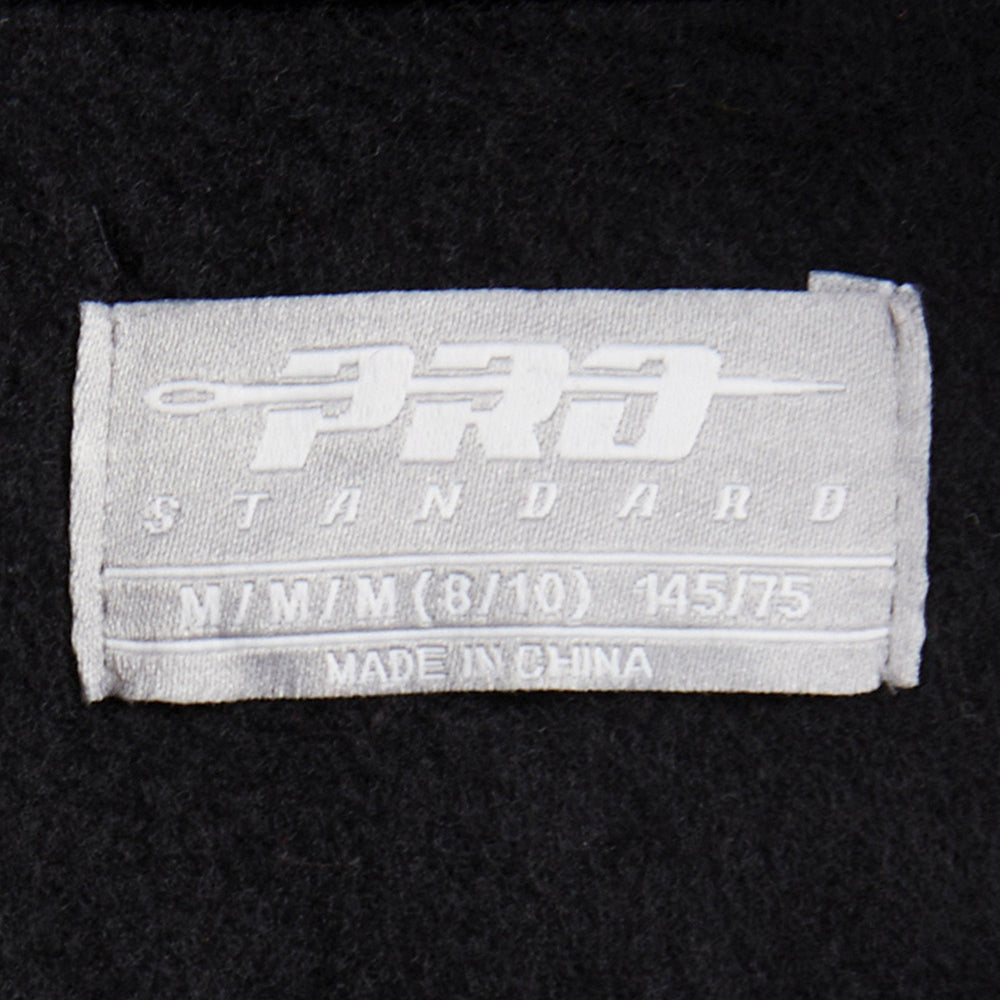 PRO
STANDARD
M/M/M (8/10) 145/75
MADE IN CHINA